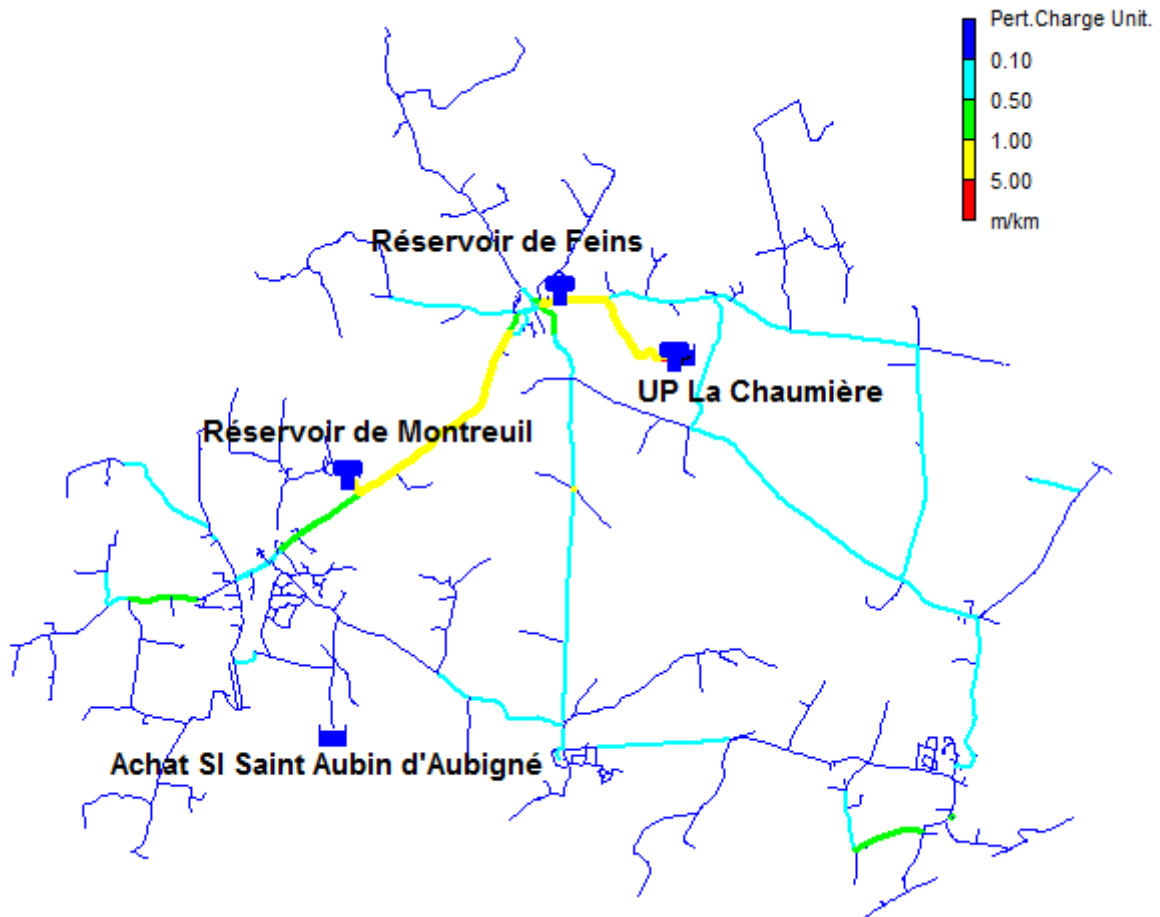 Pert.Charge Unit.
0.10
0.50
1.00
5.00
m/km
Réservoir de Feins
UP La Chaumière
Réservoir de Montreuil
Achat SI Saint Aubin d'Aubigné